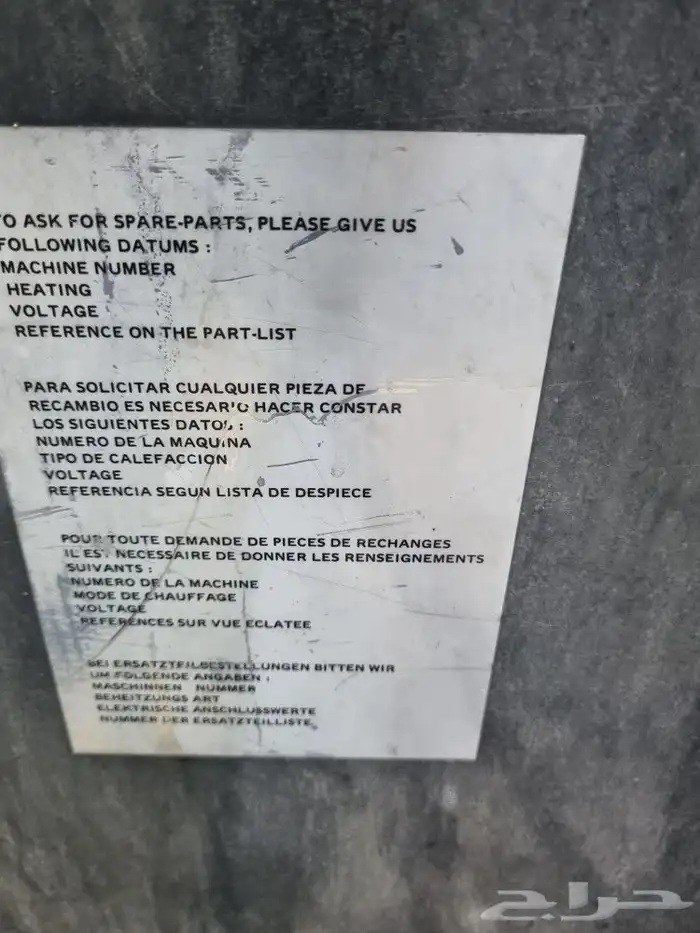 TO ASK FOR SPARE-PARTS, PLEASE GIVE US
FOLLOWING DATUMS :
MACHINE NUMBER
HEATING
VOLTAGE
REFERENCE ON THE PART-LIST
PARA SOLICITAR CUALQUIER PIEZA DE
RECAMBIO ES NECESARIO HACER CONSTAR
LOS SIGUIENTES DATOS :
NUMERO DE LA MAQUINA
TIPO DE CALEFACCION
VOLTAGE
REFERENCIA SEGUN LISTA DE DESPIECE
POUR TOUTE DEMANDE DE PIECES DE RECHANGES
IL EST NECESSAIRE DE DONNER LES RENSEIGNEMENTS
SUIVANTS :
NUMERO DE LA MACHINE
MODE DE CHAUFFAGE
VOLTAGE
REFERENCES SUR VUE ECLATEE
BEI ERSATZTEILBESTELLUNGEN BITTEN WIR
UM FOLGENDE ANGABEN :
MASCHINNEN NUMMER
BEHEITZUNGS ART
ELEKTRISCHE ANSCHLUSSWERTE
NUMMER DER ERSATZTEILLISTE
حراج